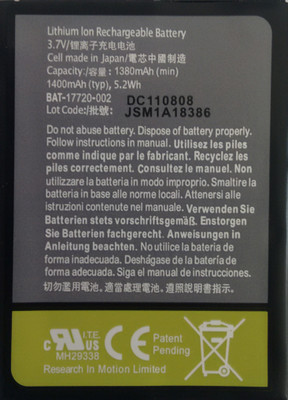 Lithium Ion Rechargeable Battery
3.7V/锂离子充电电池
Cell made in Japan/電芯中國制造
BAT-17720-002 1380mAh (min)
1400mAh (typ), 5.2Wh
DC110808
Lot Code/批號: JSM1A18386
Do not abuse battery. Dispose of battery properly.
Follow instructions in manual. Utilisez les piles
comme indiqué par le fabricant. Recyclez les piles
comme indiqué. Consultez le manuel. Non
utilizzare la batteria in modo improprio. Smaltire la
batteria in base alle norme locali. Attenersi alle
istruzioni contenute nel manuale. Verwenden Sie
Batterien stets vorschriftsgemäß. Entsorgen
Sie Batterien fachgerecht. Anweisungen in
Anleitung beachten. No utilice la batería de
forma inadecuada. Deshágase de la batería de
forma adecuada. Siga el manual de instrucciones.
切勿濫用電池。適當處置電池。遵照說明書。
c RU US I.T.E.
MH29338
Patent Pending
Research in Motion Limited